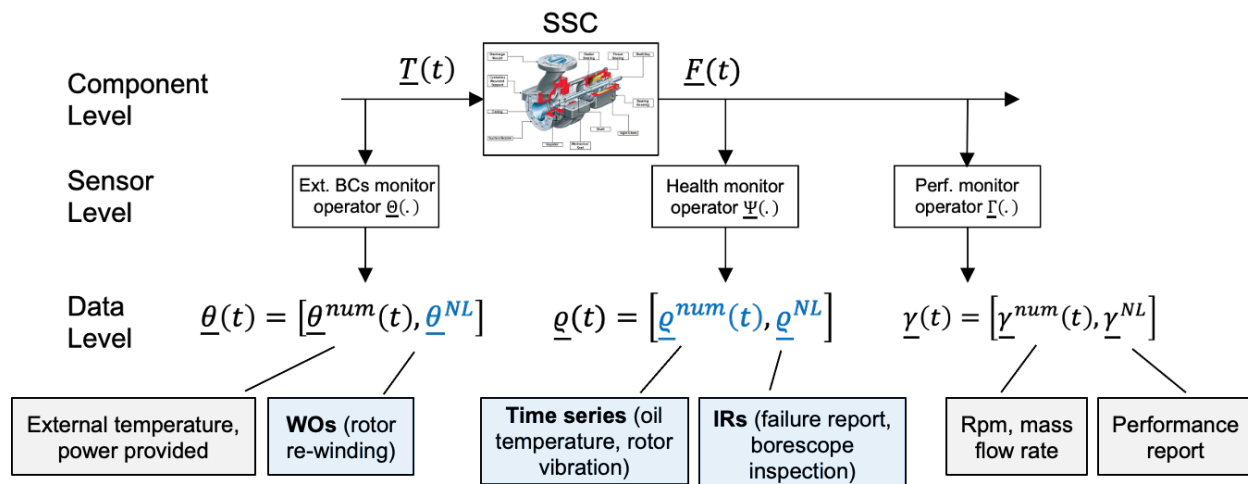 SSC
Component
Level
T(t)
F(t)
Sensor
Level
Ext. BCs monitor
operator Θ(.)
Health monitor
operator Ψ(.)
Perf. monitor
operator Γ(.)
Data
Level
θ(t) = [θ^num(t), θ^NL]
ϱ(t) = [ϱ^num(t), ϱ^NL]
γ(t) = [γ^num(t), γ^NL]
External temperature,
power provided
WOs (rotor
re-winding)
Time series (oil
temperature, rotor
vibration)
IRs (failure report,
borescope
inspection)
Rpm, mass
flow rate
Performance
report